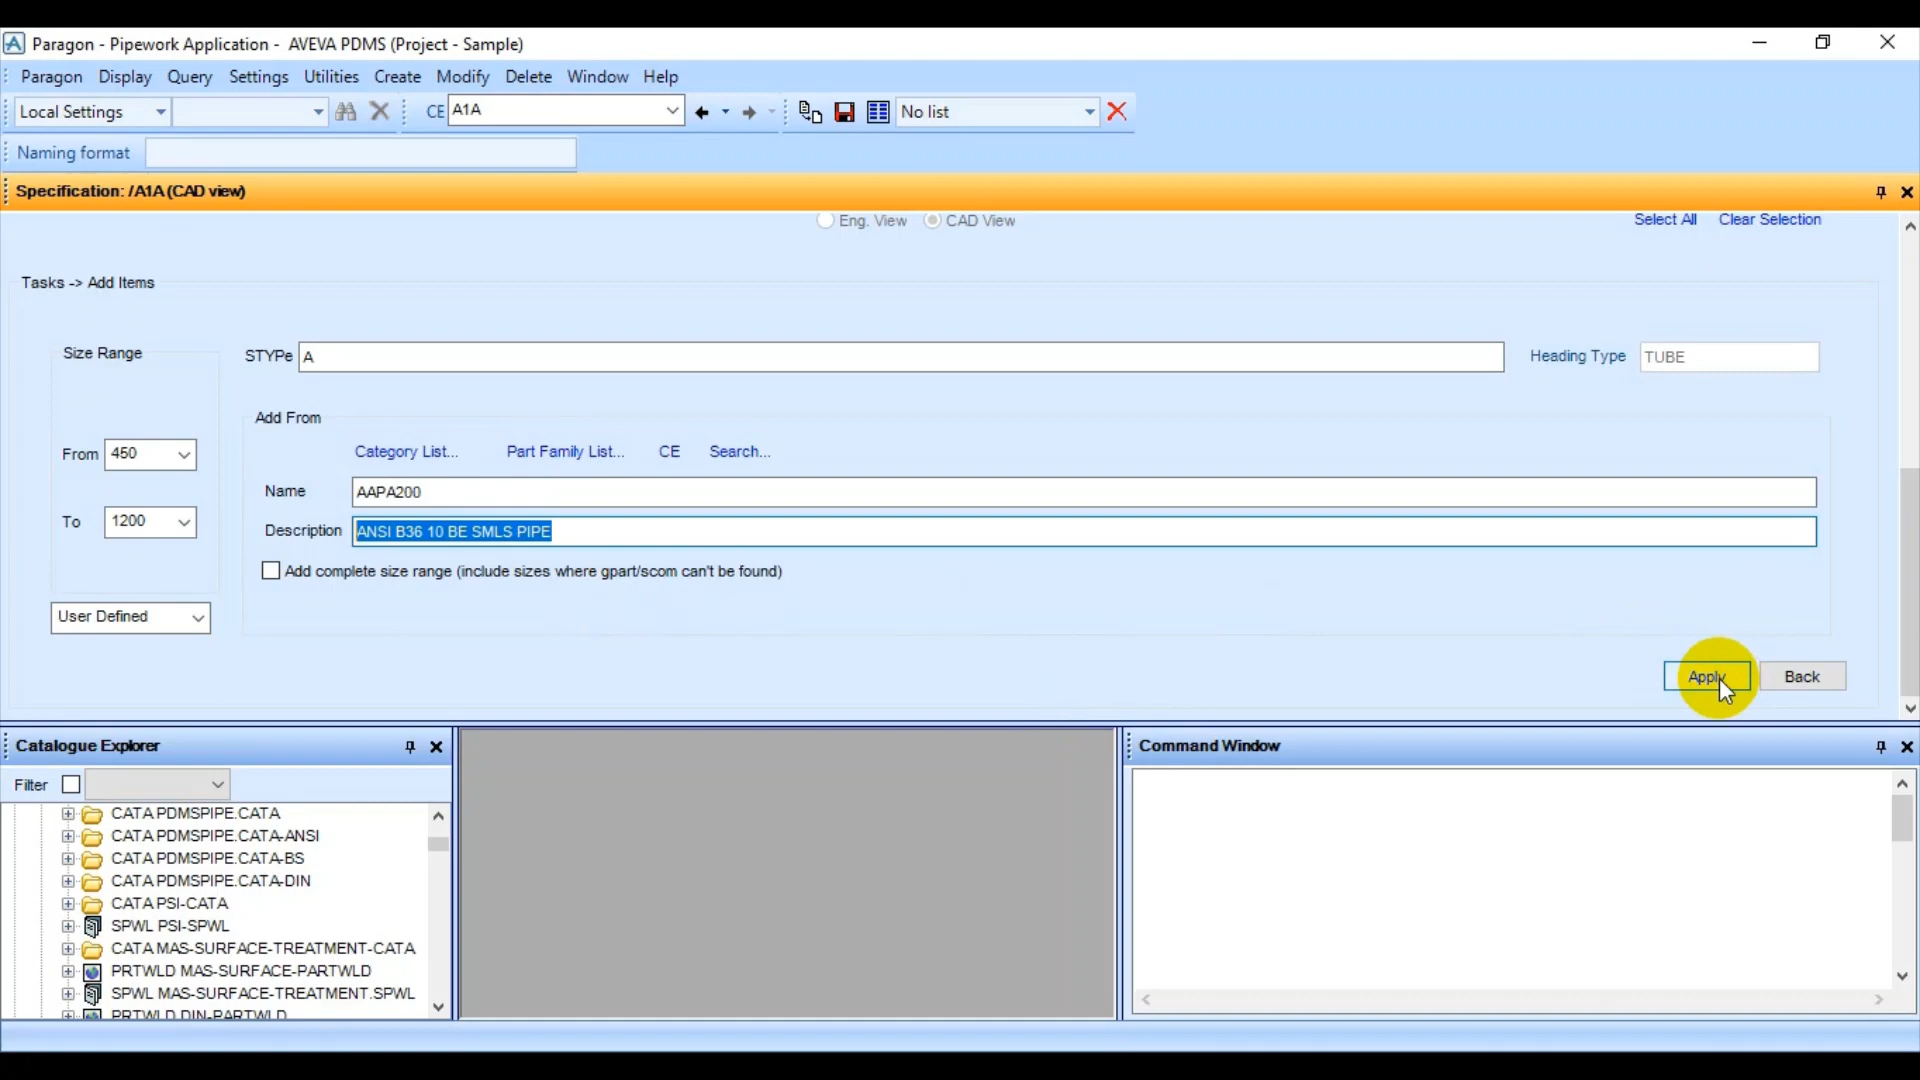 Paragon - Pipework Application - AVEVA PDMS (Project - Sample)
Paragon Display Query Settings Utilities Create Modify Delete Window Help
Local Settings CE A1A No list
Naming format
Specification: /A1A (CAD view)
Eng. View CAD View Select All Clear Selection
Tasks -> Add Items
Size Range STYPe A Heading Type TUBE
Add From
From 450 Category List... Part Family List... CE Search...
Name AAPA200
To 1200 Description ANSI B36 10 BE SMLS PIPE
Add complete size range (include sizes where gpart/scom can't be found)
User Defined
Apply Back
Catalogue Explorer
Filter
CATA PDMSPIPE.CATA
CATA PDMSPIPE.CATA-ANSI
CATA PDMSPIPE.CATA-BS
CATA PDMSPIPE.CATA-DIN
CATA PSI-CATA
SPWL PSI-SPWL
CATA MAS-SURFACE-TREATMENT-CATA
PRTWLD MAS-SURFACE-PARTWLD
SPWL MAS-SURFACE-TREATMENT.SPWL
PRTWLD DIN-PARTWLD
Command Window